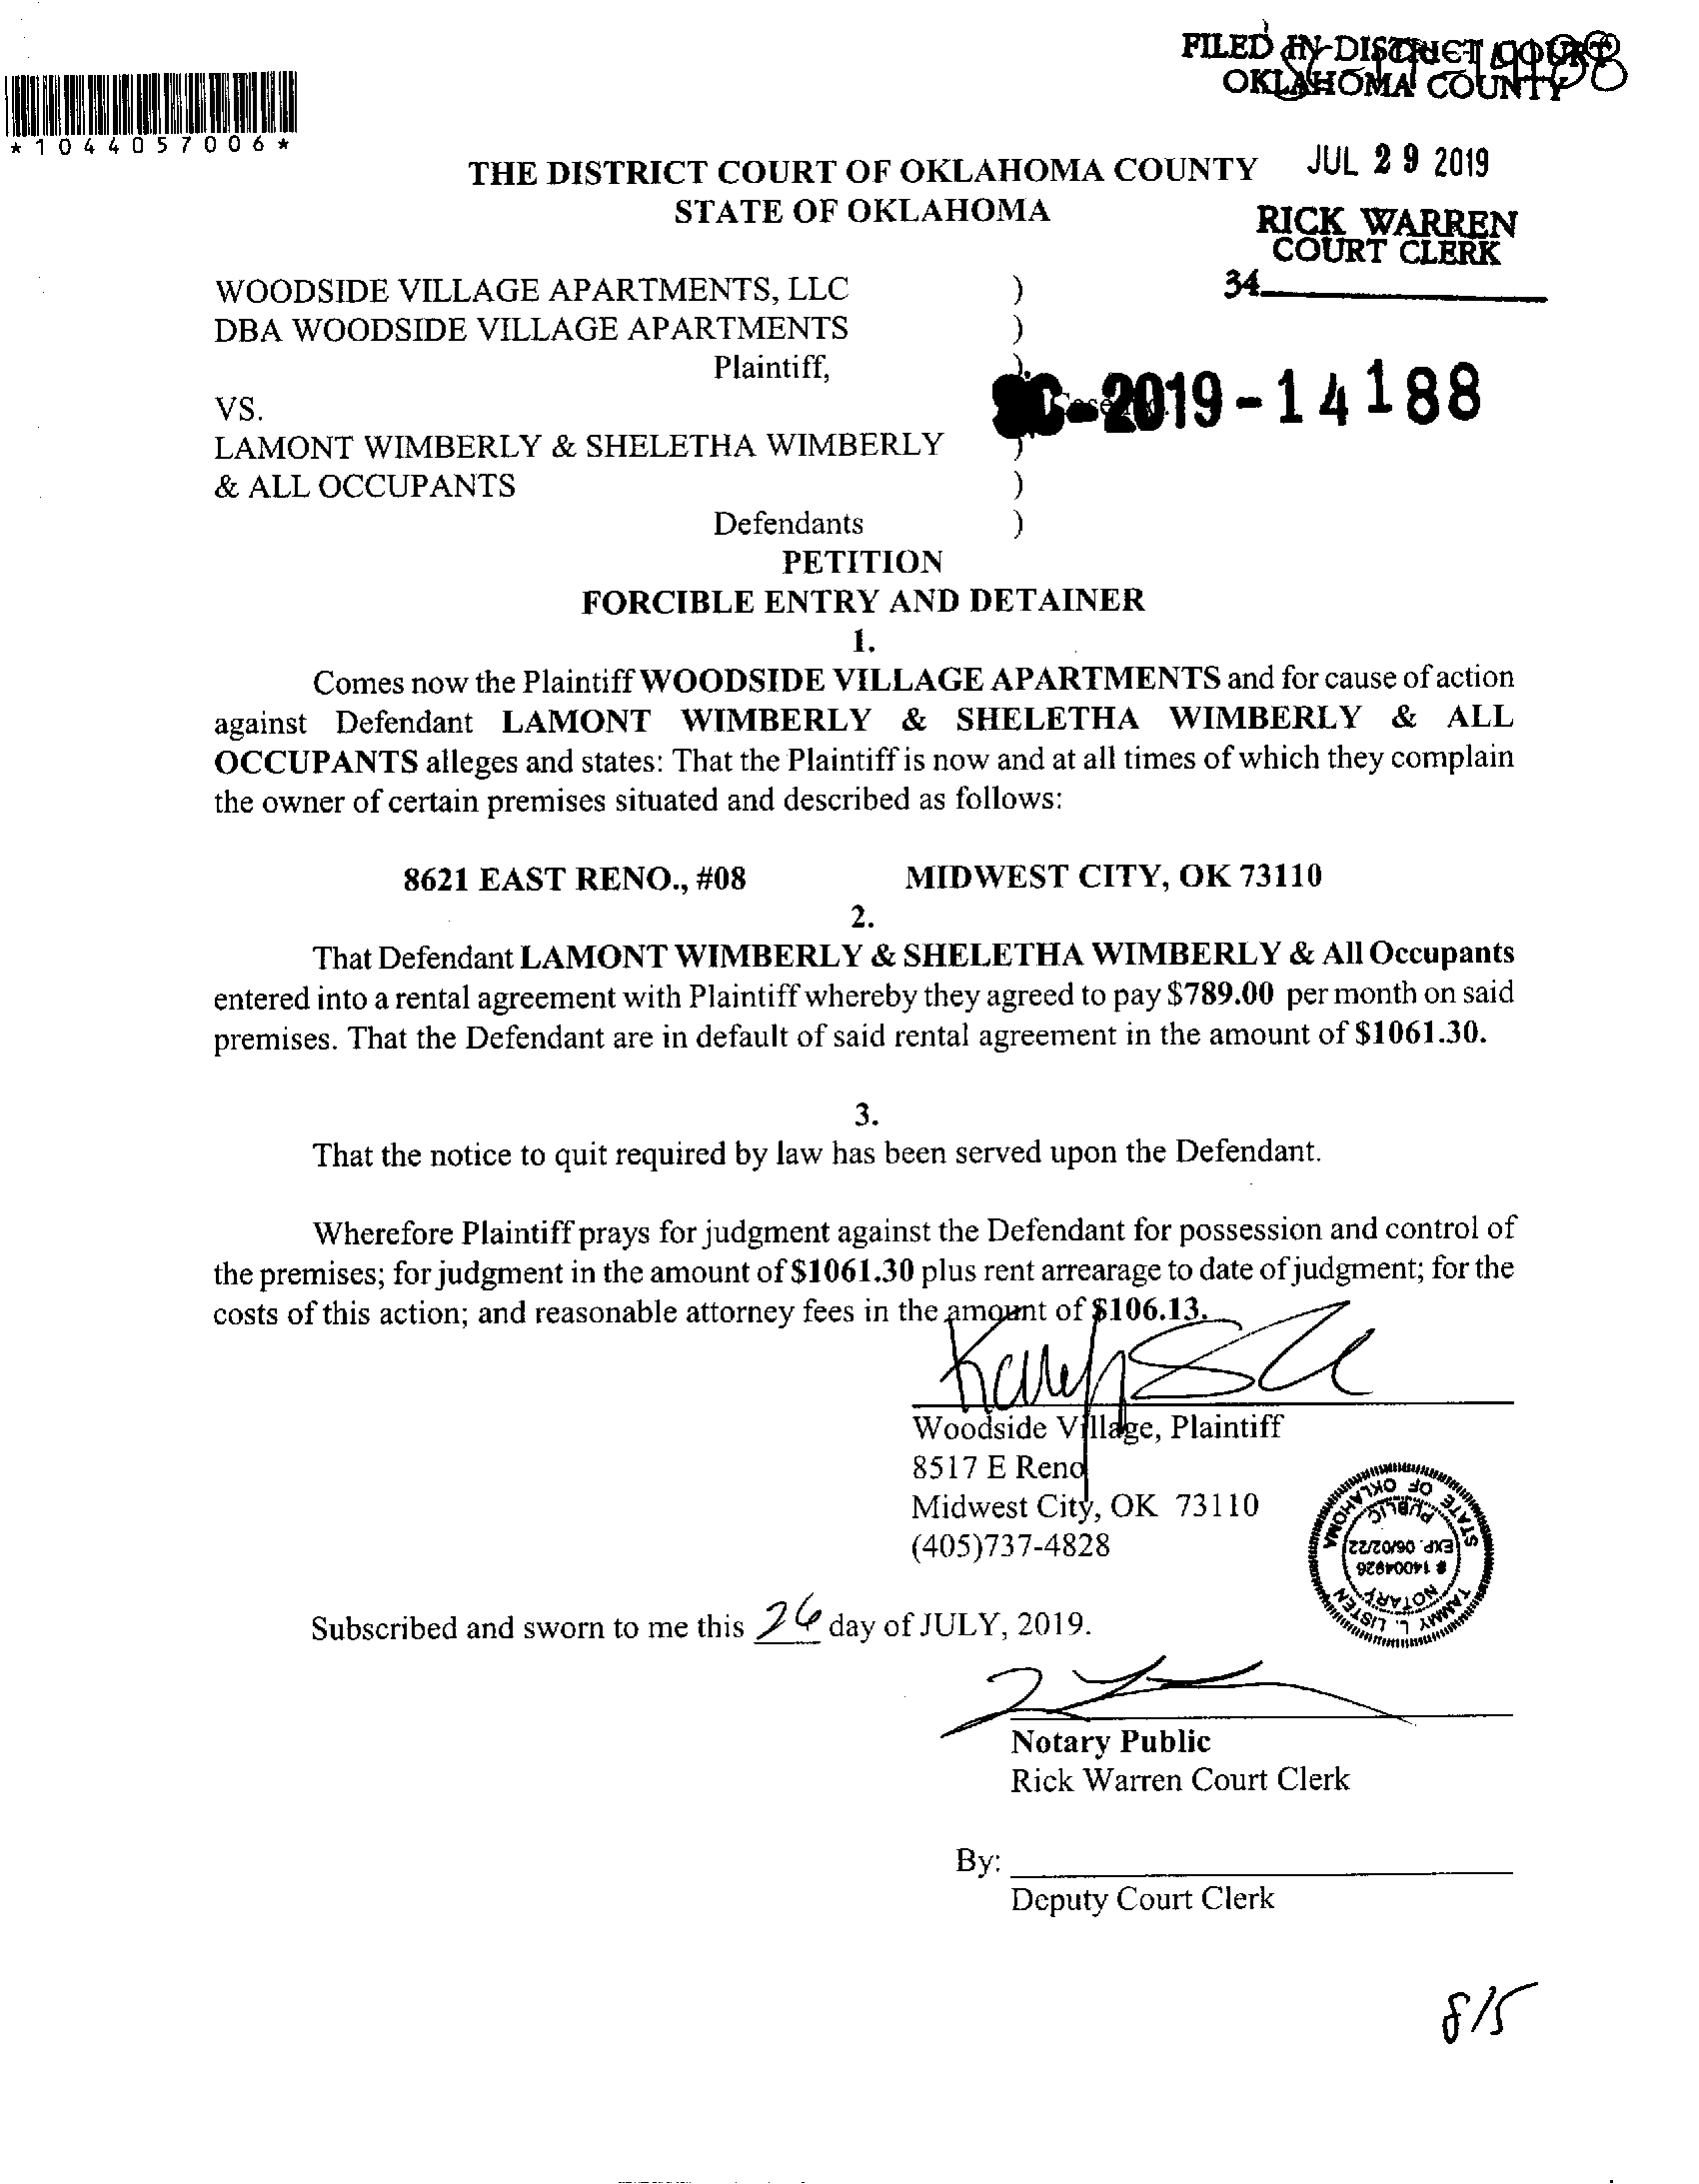 FILED IN DISTRICT COURT
OKLAHOMA COUNTY
*1044057006*
JUL 29 2019
THE DISTRICT COURT OF OKLAHOMA COUNTY
STATE OF OKLAHOMA
RICK WARREN
COURT CLERK
34
WOODSIDE VILLAGE APARTMENTS, LLC )
DBA WOODSIDE VILLAGE APARTMENTS )
Plaintiff, )
SC-2019-14188
VS.
LAMONT WIMBERLY & SHELETHA WIMBERLY )
& ALL OCCUPANTS )
Defendants )
PETITION
FORCIBLE ENTRY AND DETAINER
1.
Comes now the Plaintiff WOODSIDE VILLAGE APARTMENTS and for cause of action
against Defendant LAMONT WIMBERLY & SHELETHA WIMBERLY & ALL
OCCUPANTS alleges and states: That the Plaintiff is now and at all times of which they complain
the owner of certain premises situated and described as follows:
8621 EAST RENO., #08 MIDWEST CITY, OK 73110
2.
That Defendant LAMONT WIMBERLY & SHELETHA WIMBERLY & All Occupants
entered into a rental agreement with Plaintiff whereby they agreed to pay $789.00 per month on said
premises. That the Defendant are in default of said rental agreement in the amount of $1061.30.
3.
That the notice to quit required by law has been served upon the Defendant.
Wherefore Plaintiff prays for judgment against the Defendant for possession and control of
the premises; for judgment in the amount of $1061.30 plus rent arrearage to date of judgment; for the
costs of this action; and reasonable attorney fees in the amount of $106.13.
Woodside Village, Plaintiff
8517 E Reno
Midwest City, OK 73110
(405)737-4828
TAMMY L. LISTEN
NOTARY
# 14004926
EXP. 06/02/22
PUBLIC
STATE OF OKLAHOMA
Subscribed and sworn to me this 26 day of JULY, 2019.
Notary Public
Rick Warren Court Clerk
By:
Deputy Court Clerk
8/5